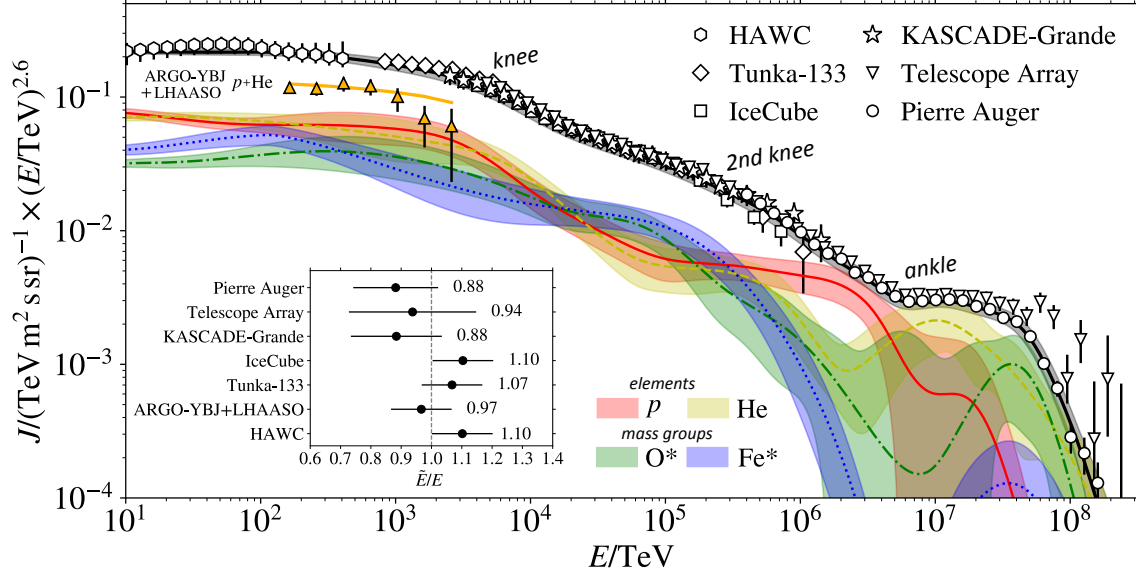 HAWC
KASCADE-Grande
Tunka-133
Telescope Array
IceCube
Pierre Auger
knee
ARGO-YBJ
+LHAASO
p+He
2nd knee
ankle
J/(TeV m² s sr)⁻¹ × (E/TeV)²·⁶
10⁻¹
10⁻²
10⁻³
10⁻⁴
Pierre Auger 0.88
Telescope Array 0.94
KASCADE-Grande 0.88
IceCube 1.10
Tunka-133 1.07
ARGO-YBJ+LHAASO 0.97
HAWC 1.10
0.6 0.7 0.8 0.9 1.0 1.1 1.2 1.3 1.4
Ẽ/E
elements
p He
mass groups
O* Fe*
10¹ 10² 10³ 10⁴ 10⁵ 10⁶ 10⁷ 10⁸
E/TeV